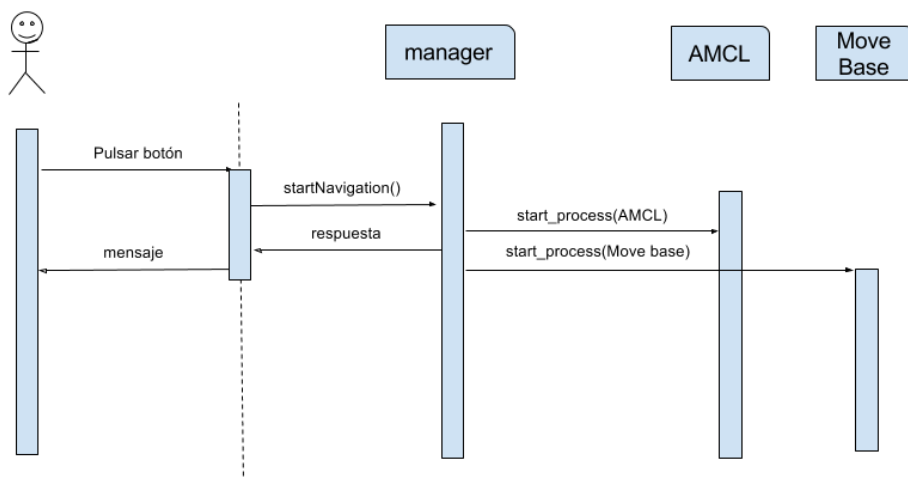 manager
AMCL
Move
Base
Pulsar botón
startNavigation()
start_process(AMCL)
respuesta
mensaje
start_process(Move base)